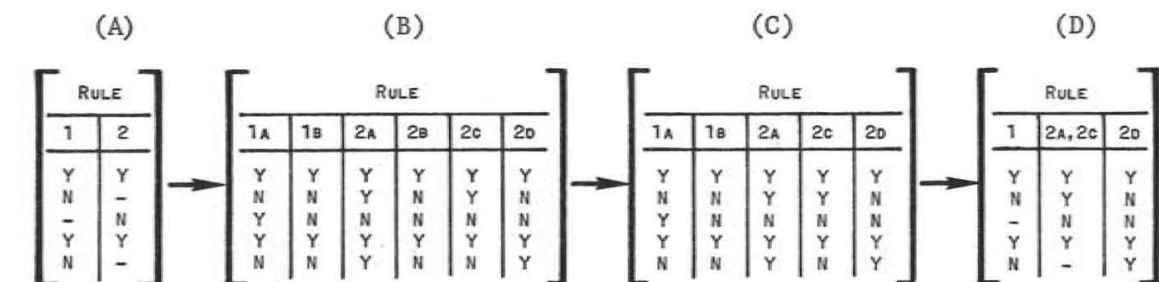 (A) (B) (C) (D)
RULE RULE RULE RULE
1 2 1A 1B 2A 2B 2C 2D 1A 1B 2A 2C 2D 1 2A,2C 2D
Y Y Y Y Y Y Y Y Y Y Y Y Y Y Y Y
N - N N Y N Y N N N Y Y N N Y N
- N Y N N N N N Y N N N N - N N
Y Y Y Y Y Y Y Y Y Y Y Y Y Y Y Y
N - N N Y N N Y N N Y N Y N - Y